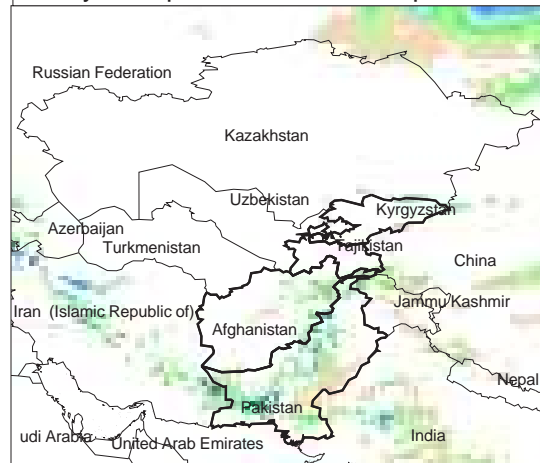 Russian Federation
Kazakhstan
Uzbekistan
Kyrgyzstan
Azerbaijan
Turkmenistan
Tajikistan
China
Jammu/Kashmir
Iran (Islamic Republic of)
Afghanistan
Nepal
Pakistan
udi Arabia
United Arab Emirates
India